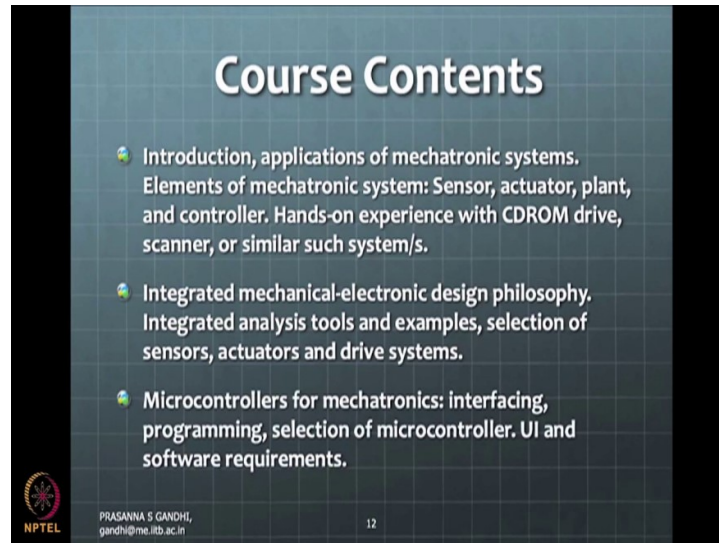 Course Contents
Introduction, applications of mechatronic systems.
Elements of mechatronic system: Sensor, actuator, plant,
and controller. Hands-on experience with CDROM drive,
scanner, or similar such system/s.
Integrated mechanical-electronic design philosophy.
Integrated analysis tools and examples, selection of
sensors, actuators and drive systems.
Microcontrollers for mechatronics: interfacing,
programming, selection of microcontroller. UI and
software requirements.
NPTEL
PRASANNA S GANDHI,
gandhi@me.iitb.ac.in
12